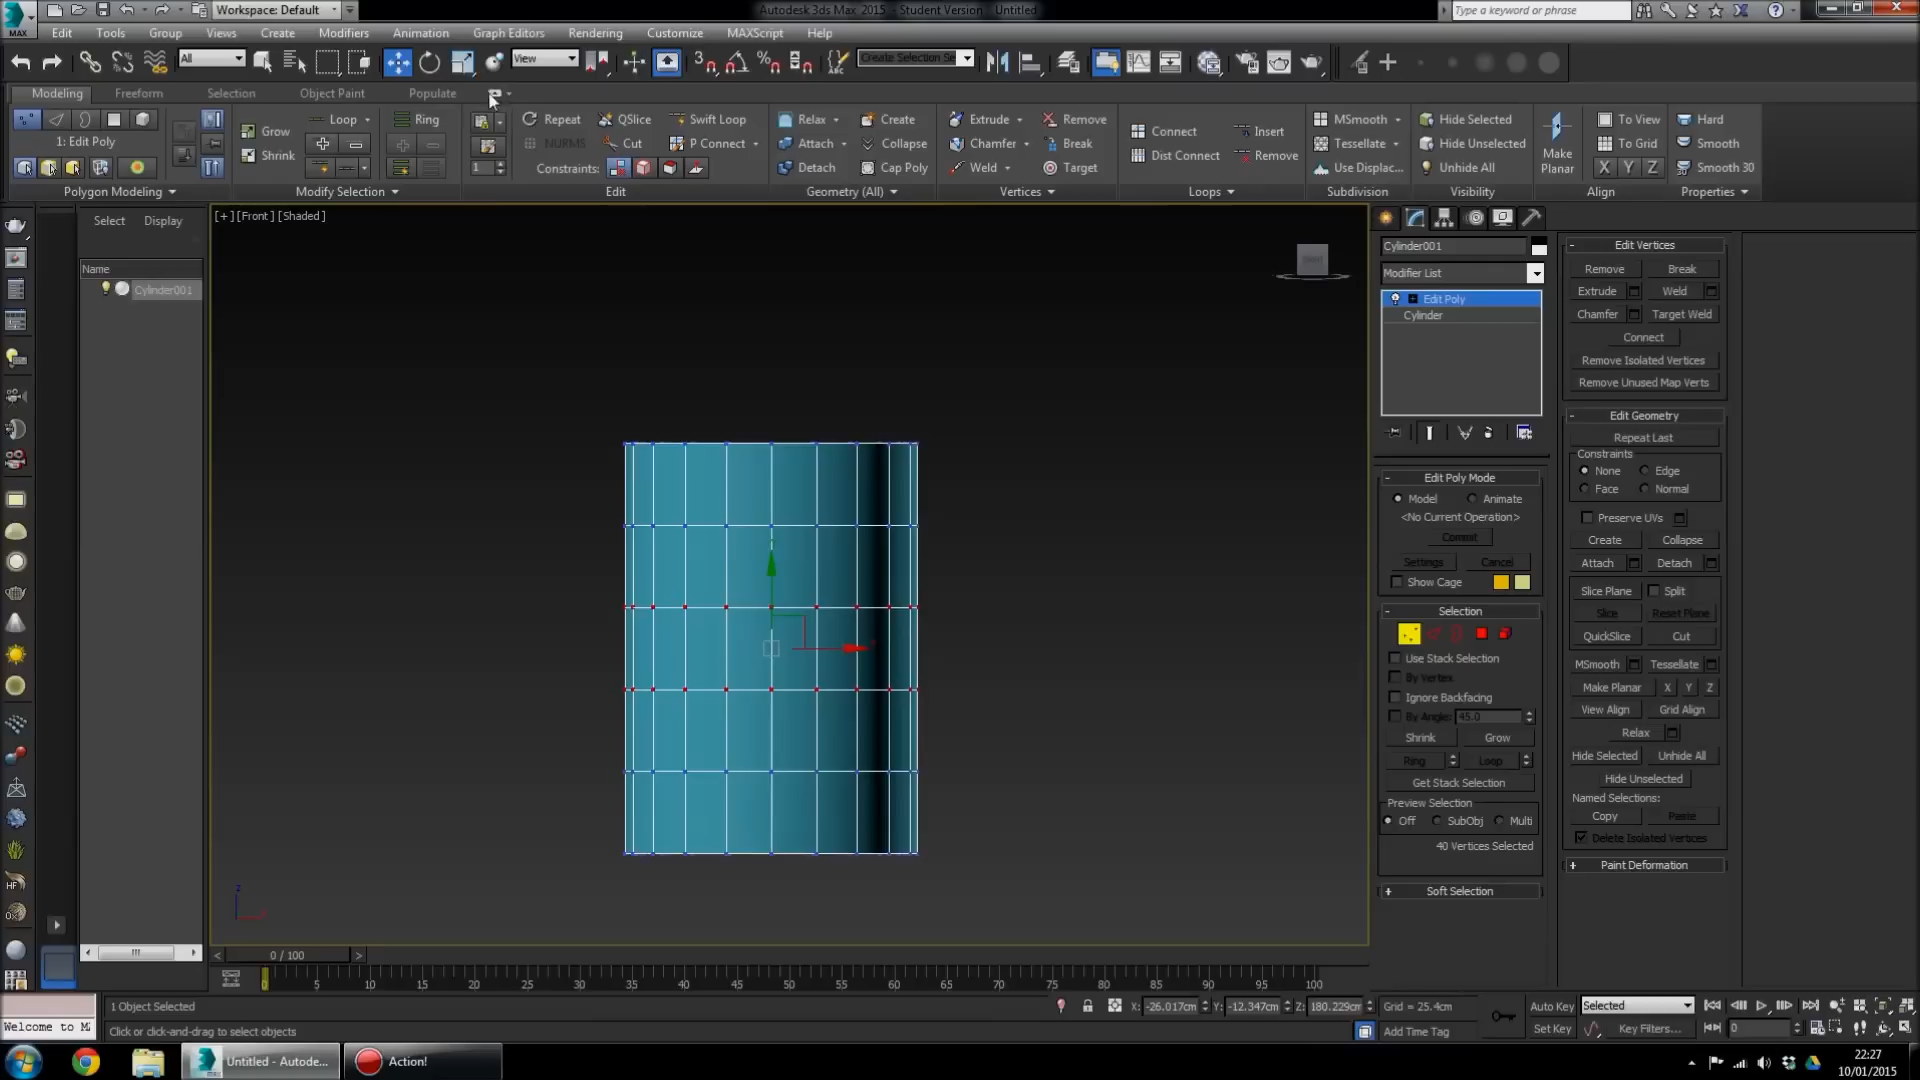 Workspace: Default
Autodesk 3ds Max 2015 - Student Version - Untitled
Type a keyword or phrase
MAX
Edit Tools Group Views Create Modifiers Animation Graph Editors Rendering Customize MAXScript Help
All View Create Selection Se
Modeling Freeform Selection Object Paint Populate
1: Edit Poly
Grow Loop Ring Repeat QSlice Swift Loop Relax Create Extrude Remove Connect Insert MSmooth Hide Selected To View Hard
Shrink NURMS Cut P Connect Attach Collapse Chamfer Break Dist Connect Remove Tessellate Hide Unselected Make Planar To Grid Smooth
1 Constraints: Detach Cap Poly Weld Target Use Displac... Unhide All X Y Z Smooth 30
Polygon Modeling Modify Selection Edit Geometry (All) Vertices Loops Subdivision Visibility Align Properties
Select Display
Name
Cylinder001
[+] [Front] [Shaded]
Cylinder001
Modifier List
Edit Poly
Cylinder
Edit Poly Mode
Model Animate
<No Current Operation>
Commit
Settings Cancel
Show Cage
Selection
Use Stack Selection
By Vertex
Ignore Backfacing
By Angle: 45.0
Shrink Grow
Ring Loop
Get Stack Selection
Preview Selection
Off SubObj Multi
40 Vertices Selected
Soft Selection
Edit Vertices
Remove Break
Extrude Weld
Chamfer Target Weld
Connect
Remove Isolated Vertices
Remove Unused Map Verts
Edit Geometry
Repeat Last
Constraints
None Edge
Face Normal
Preserve UVs
Create Collapse
Attach Detach
Slice Plane Split
Slice Reset Plane
QuickSlice Cut
MSmooth Tessellate
Make Planar X Y Z
View Align Grid Align
Relax
Hide Selected Unhide All
Hide Unselected
Named Selections:
Copy Paste
Delete Isolated Vertices
Paint Deformation
0 / 100
5 10 15 20 25 30 35 40 45 50 55 60 65 70 75 80 85 90 95 100
1 Object Selected X: -26.017cm Y: -12.347cm Z: 180.229cm Grid = 25.4cm Auto Key Selected
Welcome to M
Click or click-and-drag to select objects Add Time Tag Set Key Key Filters... 0
Untitled - Autode... Action! 22:27
10/01/2015